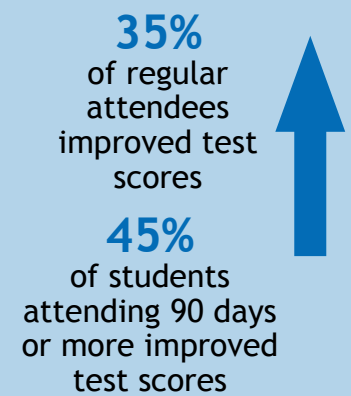 35%
of regular
attendees
improved test
scores
45%
of students
attending 90 days
or more improved
test scores